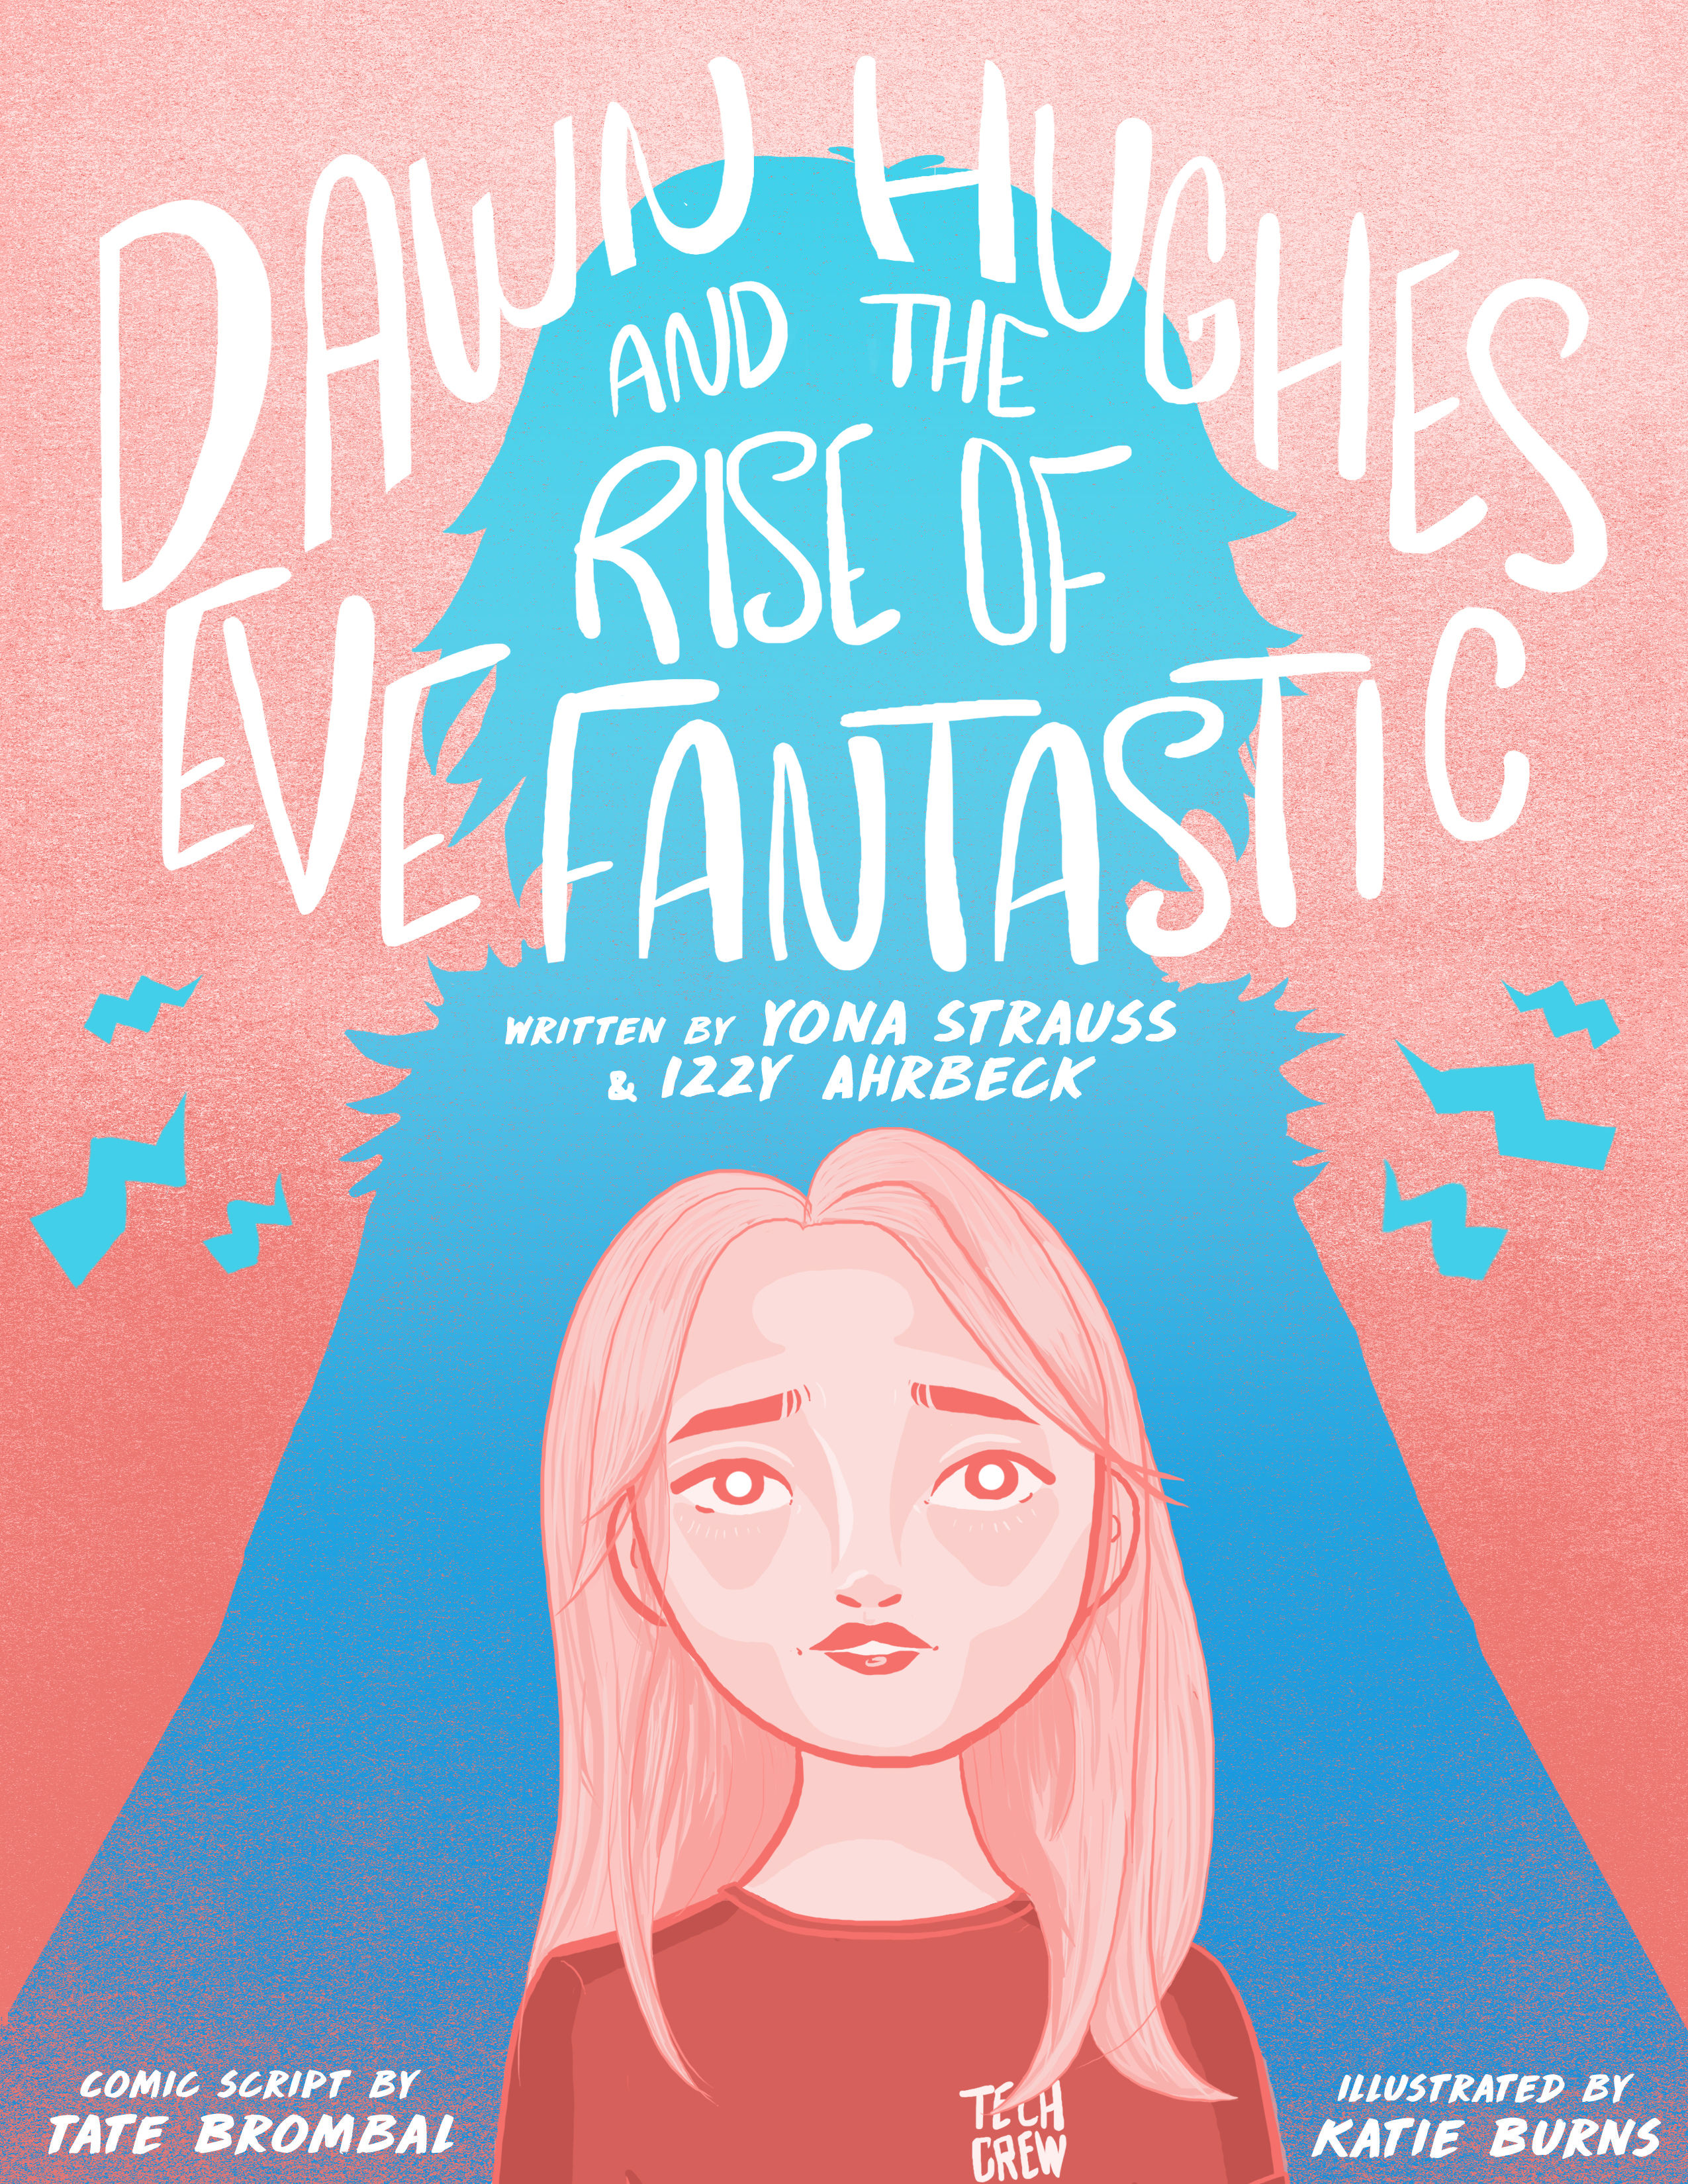 DAWN HUGHES
AND THE
RISE OF
EVE FANTASTIC
WRITTEN BY YONA STRAUSS
& IZZY AHRBECK
TECH
CREW
COMIC SCRIPT BY
TATE BROMBAL
ILLUSTRATED BY
KATIE BURNS